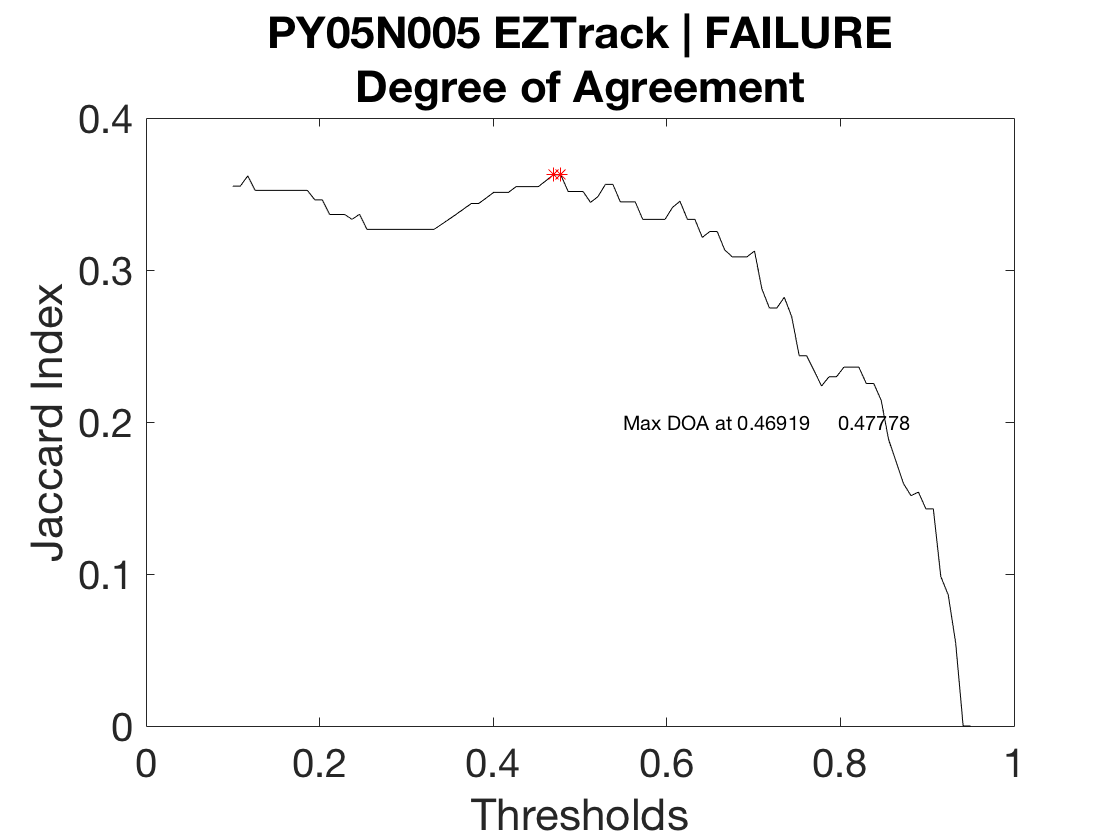 PY05N005 EZTrack | FAILURE
Degree of Agreement
0.4
0.3
0.2
0.1
0
Jaccard Index
Max DOA at 0.46919 0.47778
0 0.2 0.4 0.6 0.8 1
Thresholds